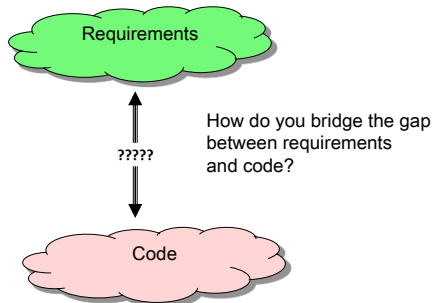 Requirements
?????
How do you bridge the gap
between requirements
and code?
Code